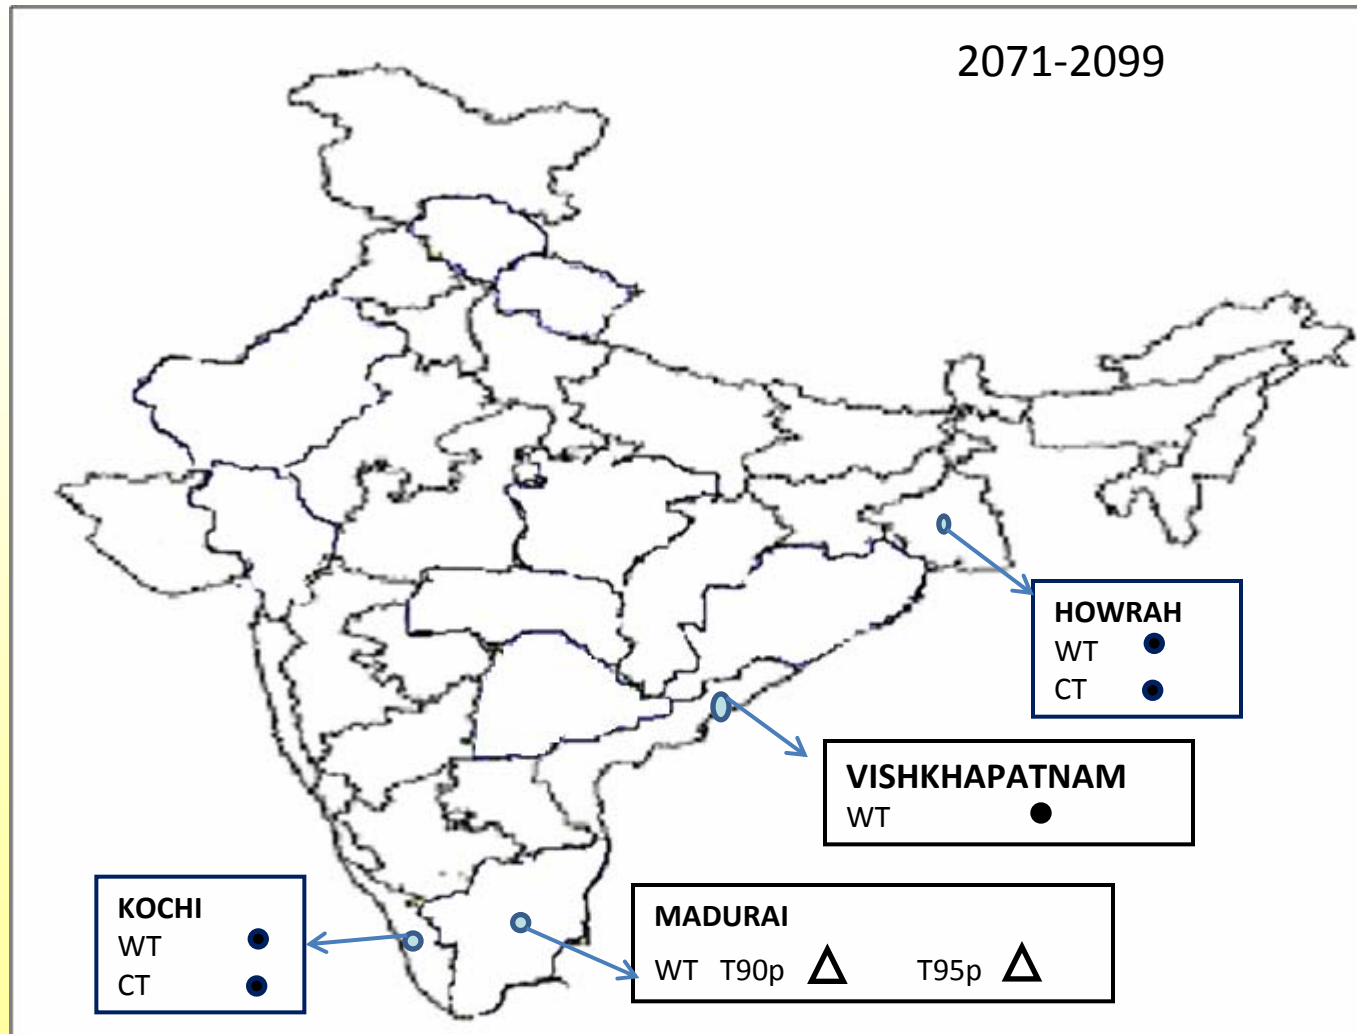 2071-2099
HOWRAH
WT
CT
VISHKHAPATNAM
WT
KOCHI
WT
CT
MADURAI
WT T90p T95p